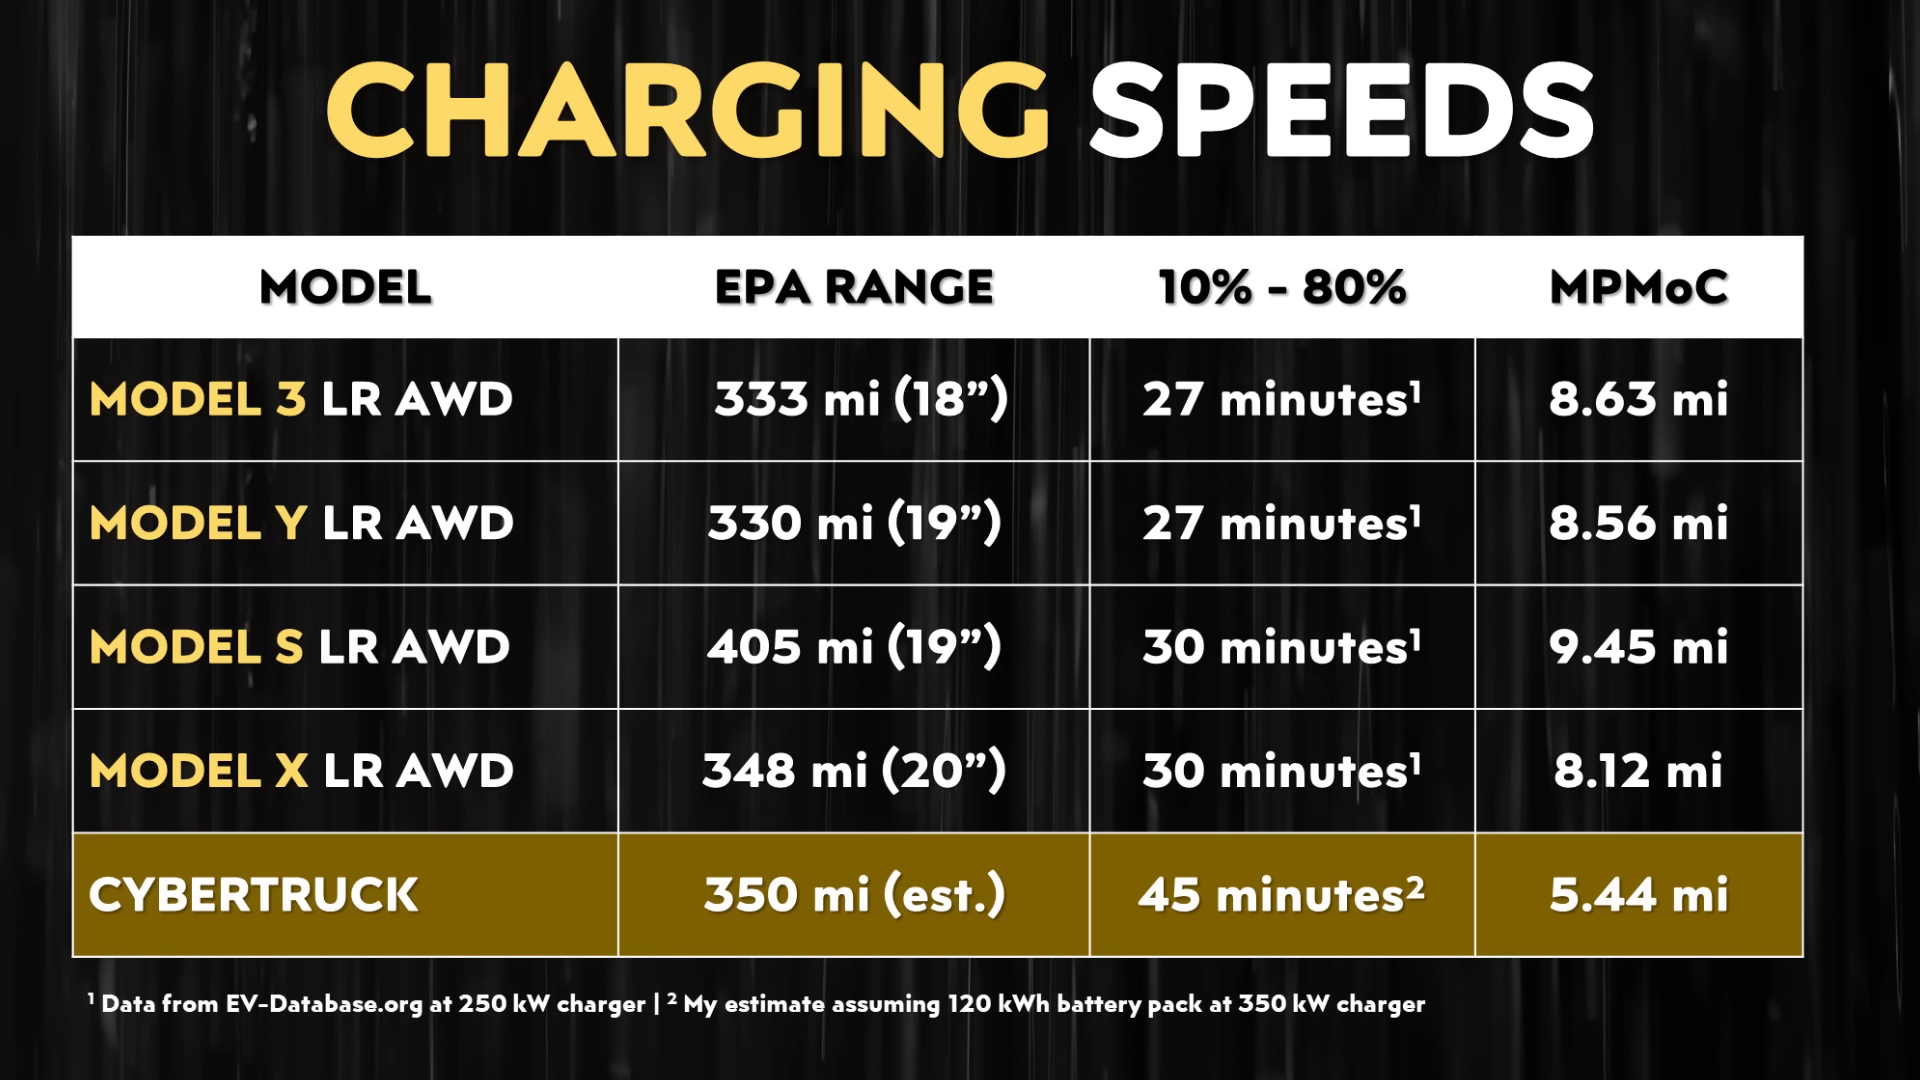 CHARGING SPEEDS
MODEL EPA RANGE 10% - 80% MPMoC
MODEL 3 LR AWD 333 mi (18”) 27 minutes¹ 8.63 mi
MODEL Y LR AWD 330 mi (19”) 27 minutes¹ 8.56 mi
MODEL S LR AWD 405 mi (19”) 30 minutes¹ 9.45 mi
MODEL X LR AWD 348 mi (20”) 30 minutes¹ 8.12 mi
CYBERTRUCK 350 mi (est.) 45 minutes² 5.44 mi
¹ Data from EV-Database.org at 250 kW charger | ² My estimate assuming 120 kWh battery pack at 350 kW charger